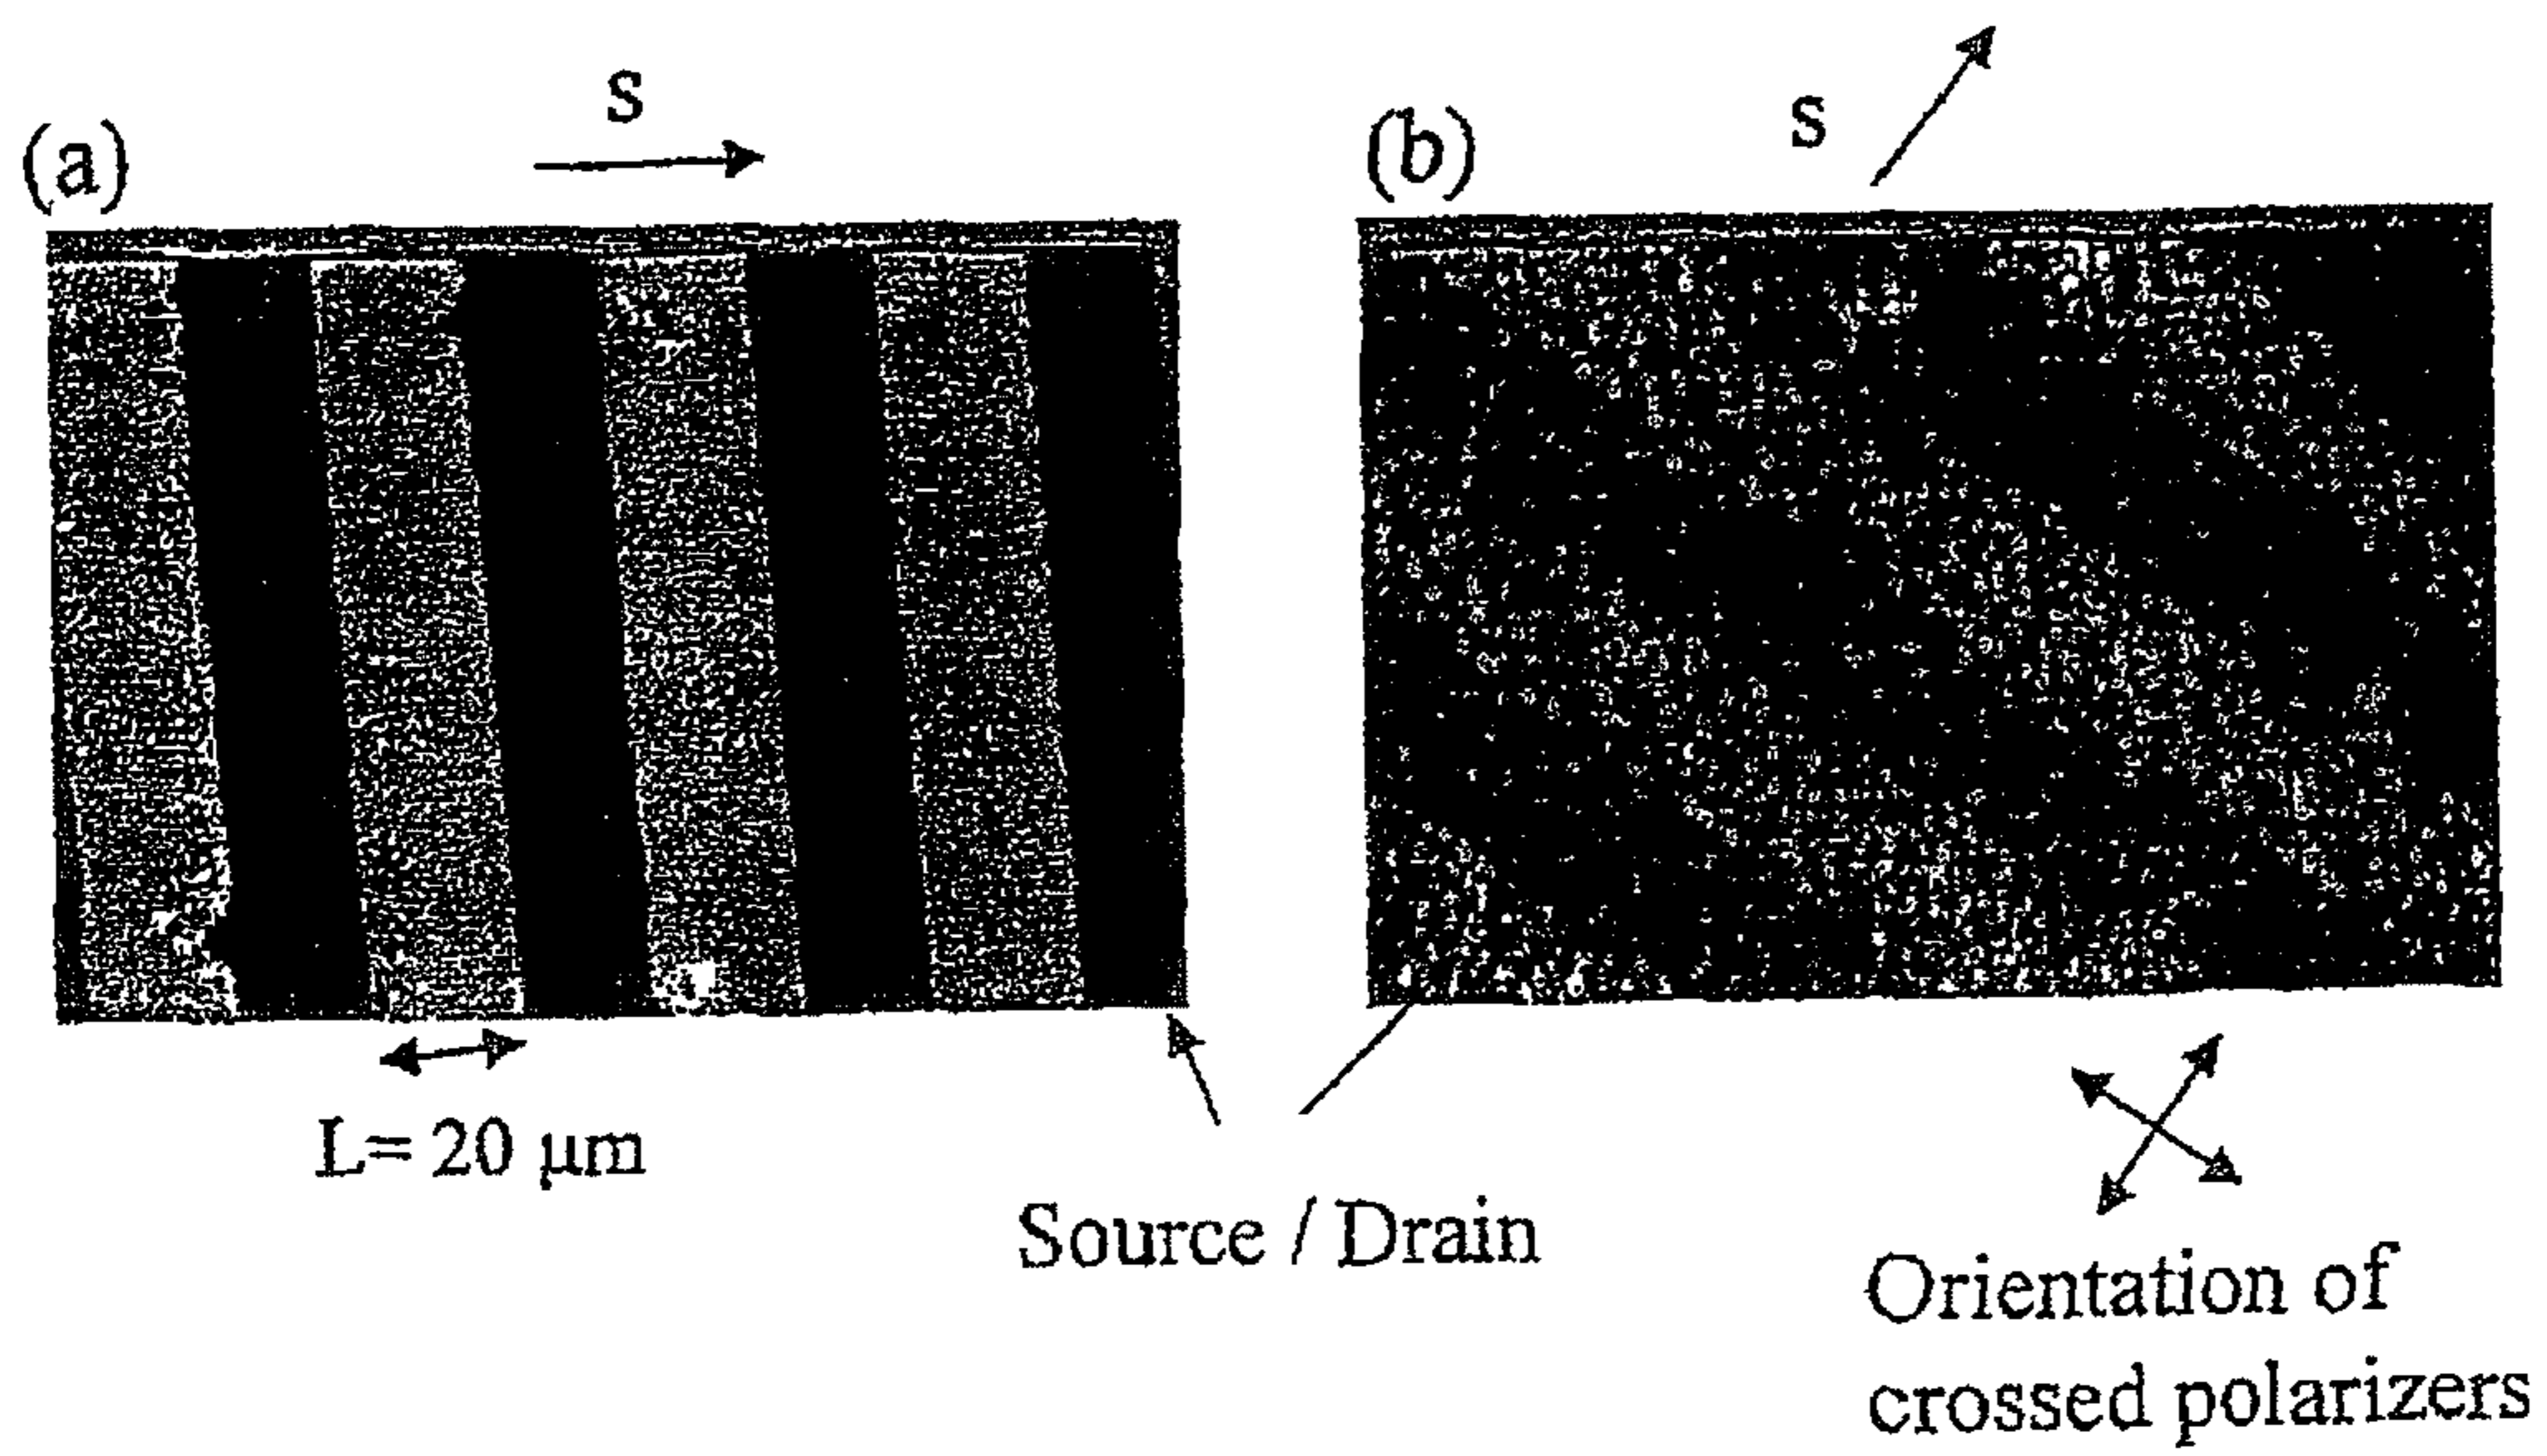 (a)
s
(b)
s
L= 20 μm
Source / Drain
Orientation of
crossed polarizers